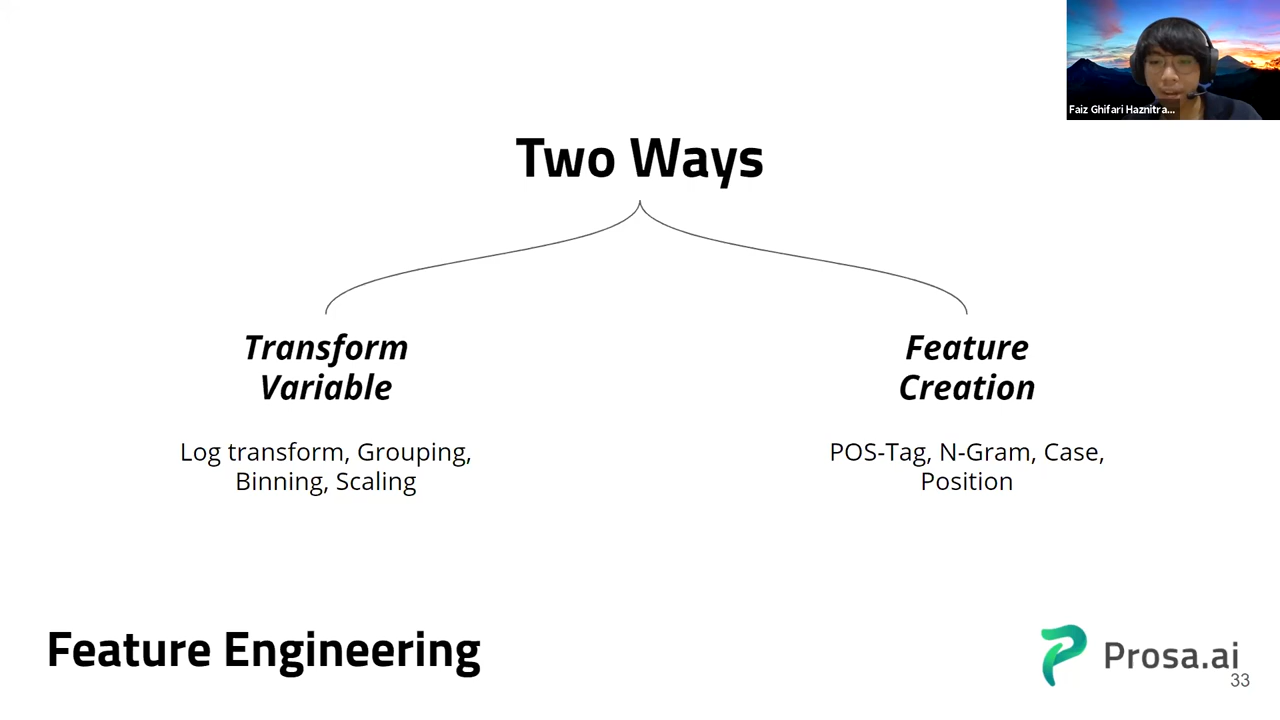 Faiz Ghifari Haznitra...
Two Ways
Transform
Variable
Feature
Creation
Log transform, Grouping,
Binning, Scaling
POS-Tag, N-Gram, Case,
Position
Feature Engineering
Prosa.ai
33